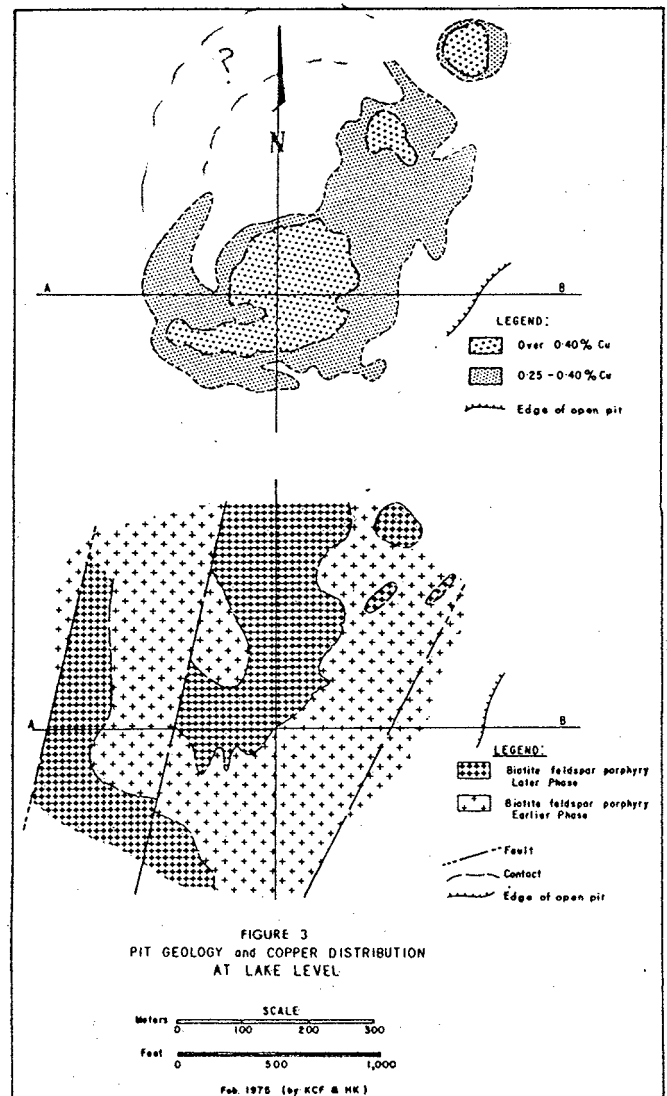 ?
N
A B
LEGEND:
Over 0·40% Cu
0·25 – 0·40% Cu
Edge of open pit
A B
LEGEND:
Biotite feldspar porphyry
Later Phase
Biotite feldspar porphyry
Earlier Phase
Fault
Contact
Edge of open pit
FIGURE 3
PIT GEOLOGY and COPPER DISTRIBUTION
AT LAKE LEVEL
SCALE
Meters 0 100 200 300
Feet 0 500 1,000
Feb. 1975 (by KCF & HK)